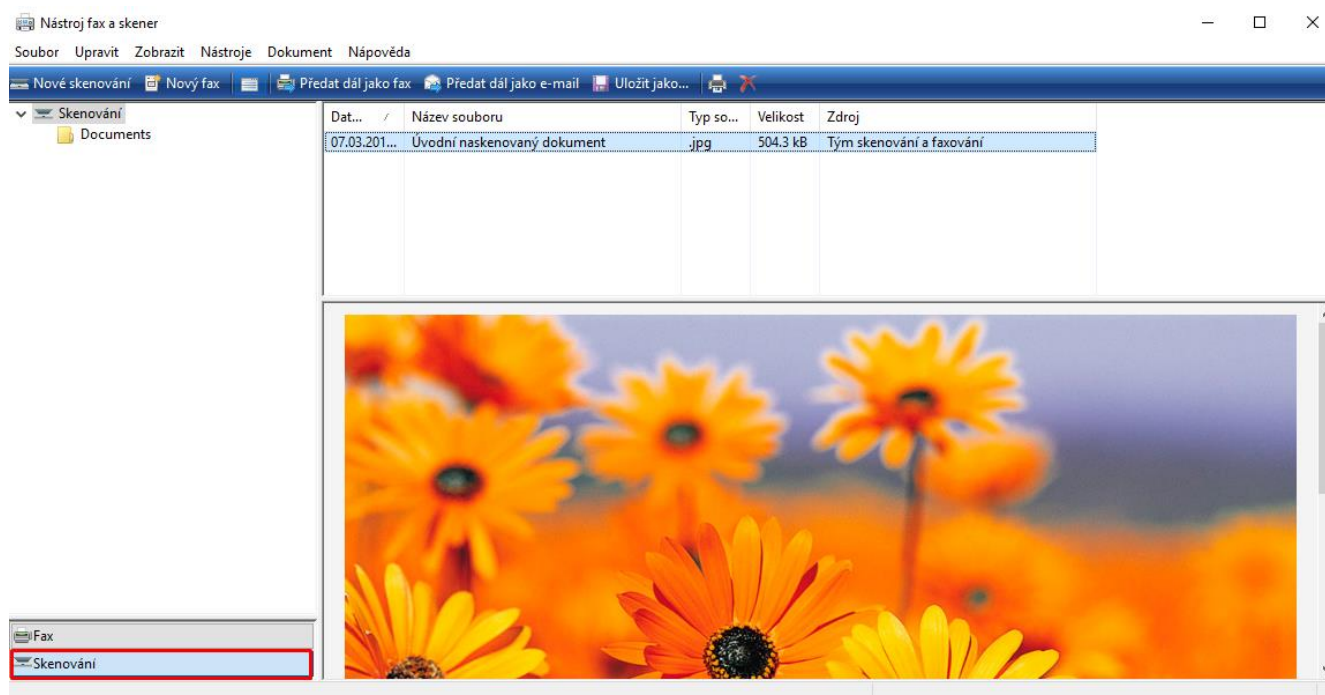 Nástroj fax a skener
Soubor Upravit Zobrazit Nástroje Dokument Nápověda
Nové skenování Nový fax Předat dál jako fax Předat dál jako e-mail Uložit jako...
Skenování
Documents
Dat... Název souboru Typ so... Velikost Zdroj
07.03.201... Úvodní naskenovaný dokument .jpg 504.3 kB Tým skenování a faxování
Fax
Skenování